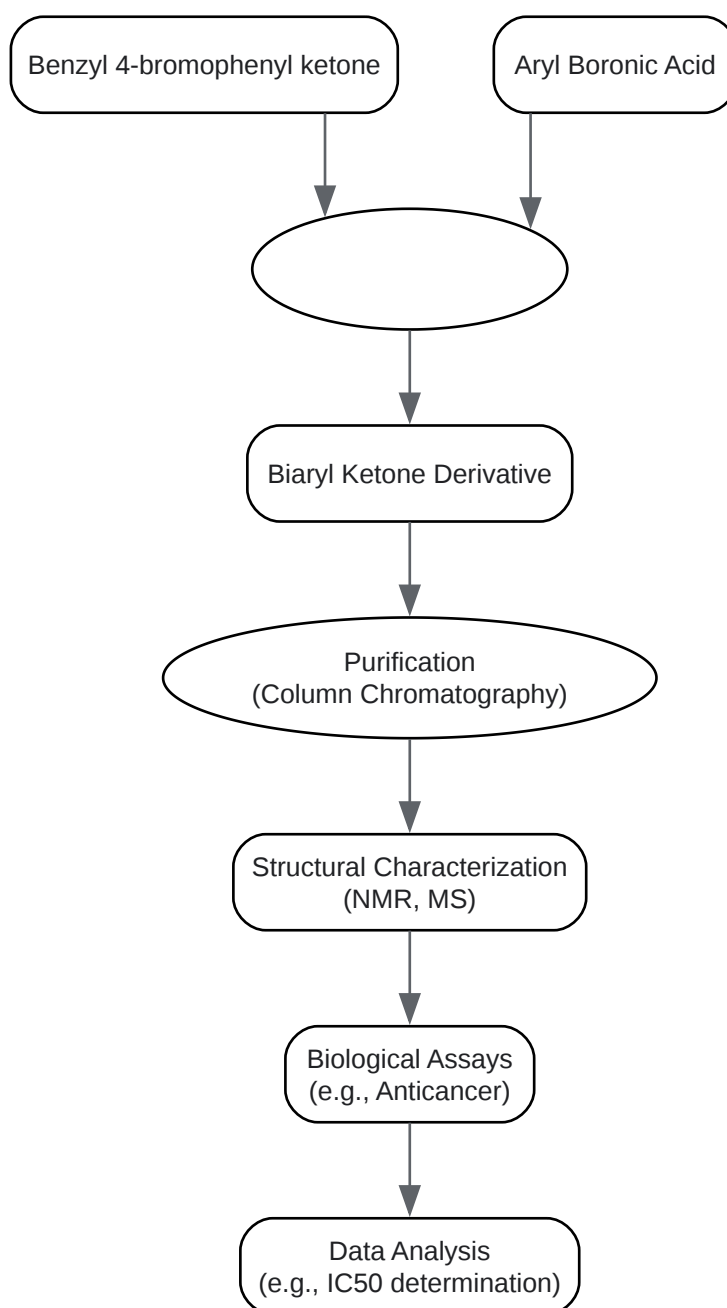 Benzyl 4-bromophenyl ketone
Aryl Boronic Acid
Biaryl Ketone Derivative
Purification
(Column Chromatography)
Structural Characterization
(NMR, MS)
Biological Assays
(e.g., Anticancer)
Data Analysis
(e.g., IC50 determination)